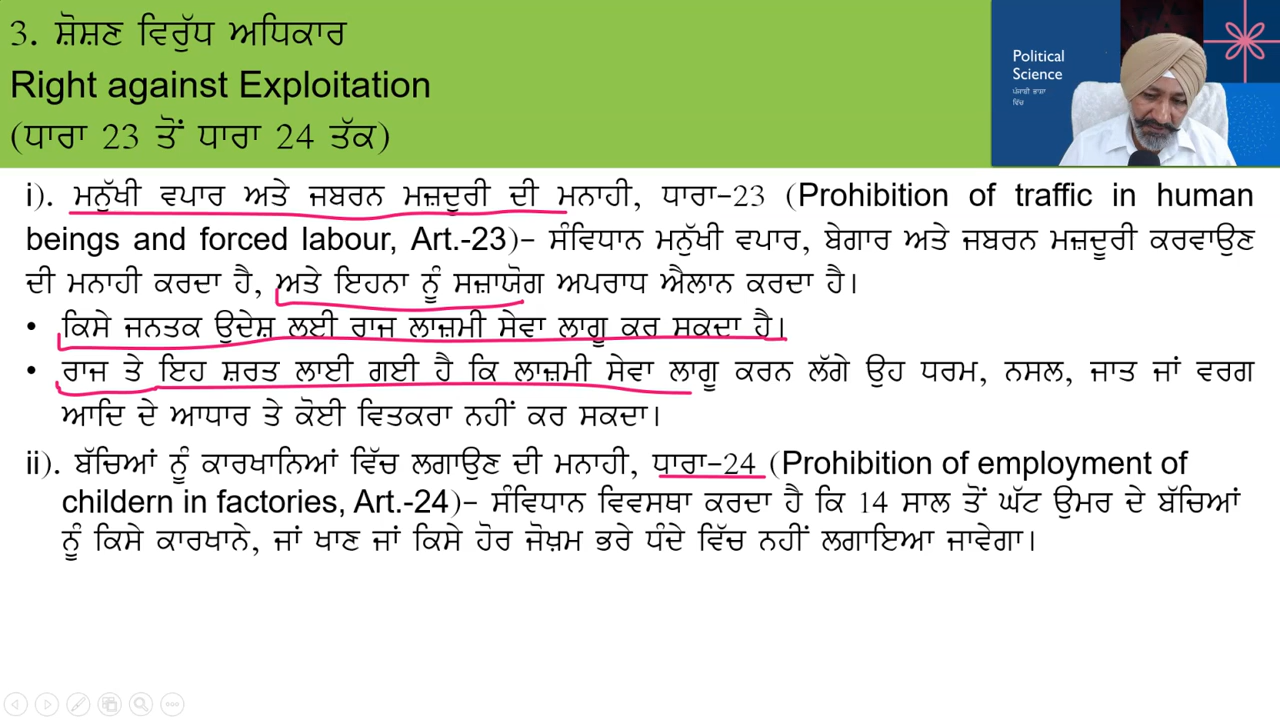 3. ਸ਼ੋਸ਼ਣ ਵਿਰੁੱਧ ਅਧਿਕਾਰ
Right against Exploitation
(ਧਾਰਾ 23 ਤੋਂ ਧਾਰਾ 24 ਤੱਕ)
Political
Science
ਪੰਜਾਬੀ ਭਾਸ਼ਾ
ਵਿੱਚ
i). ਮਨੁੱਖੀ ਵਪਾਰ ਅਤੇ ਜਬਰਨ ਮਜ਼ਦੂਰੀ ਦੀ ਮਨਾਹੀ, ਧਾਰਾ-23 (Prohibition of traffic in human
beings and forced labour, Art.-23)- ਸੰਵਿਧਾਨ ਮਨੁੱਖੀ ਵਪਾਰ, ਬੇਗਾਰ ਅਤੇ ਜਬਰਨ ਮਜ਼ਦੂਰੀ ਕਰਵਾਉਣ
ਦੀ ਮਨਾਹੀ ਕਰਦਾ ਹੈ, ਅਤੇ ਇਹਨਾ ਨੂੰ ਸਜ਼ਾਯੋਗ ਅਪਰਾਧ ਐਲਾਨ ਕਰਦਾ ਹੈ।
• ਕਿਸੇ ਜਨਤਕ ਉਦੇਸ਼ ਲਈ ਰਾਜ ਲਾਜ਼ਮੀ ਸੇਵਾ ਲਾਗੂ ਕਰ ਸਕਦਾ ਹੈ।
• ਰਾਜ ਤੇ ਇਹ ਸ਼ਰਤ ਲਾਈ ਗਈ ਹੈ ਕਿ ਲਾਜ਼ਮੀ ਸੇਵਾ ਲਾਗੂ ਕਰਨ ਲੱਗੇ ਉਹ ਧਰਮ, ਨਸਲ, ਜਾਤ ਜਾਂ ਵਰਗ
ਆਦਿ ਦੇ ਆਧਾਰ ਤੇ ਕੋਈ ਵਿਤਕਰਾ ਨਹੀਂ ਕਰ ਸਕਦਾ।
ii). ਬੱਚਿਆਂ ਨੂੰ ਕਾਰਖਾਨਿਆਂ ਵਿੱਚ ਲਗਾਉਣ ਦੀ ਮਨਾਹੀ, ਧਾਰਾ-24 (Prohibition of employment of
childern in factories, Art.-24)- ਸੰਵਿਧਾਨ ਵਿਵਸਥਾ ਕਰਦਾ ਹੈ ਕਿ 14 ਸਾਲ ਤੋਂ ਘੱਟ ਉਮਰ ਦੇ ਬੱਚਿਆਂ
ਨੂੰ ਕਿਸੇ ਕਾਰਖਾਨੇ, ਜਾਂ ਖਾਣ ਜਾਂ ਕਿਸੇ ਹੋਰ ਜੋਖ਼ਮ ਭਰੇ ਧੰਦੇ ਵਿੱਚ ਨਹੀਂ ਲਗਾਇਆ ਜਾਵੇਗਾ।